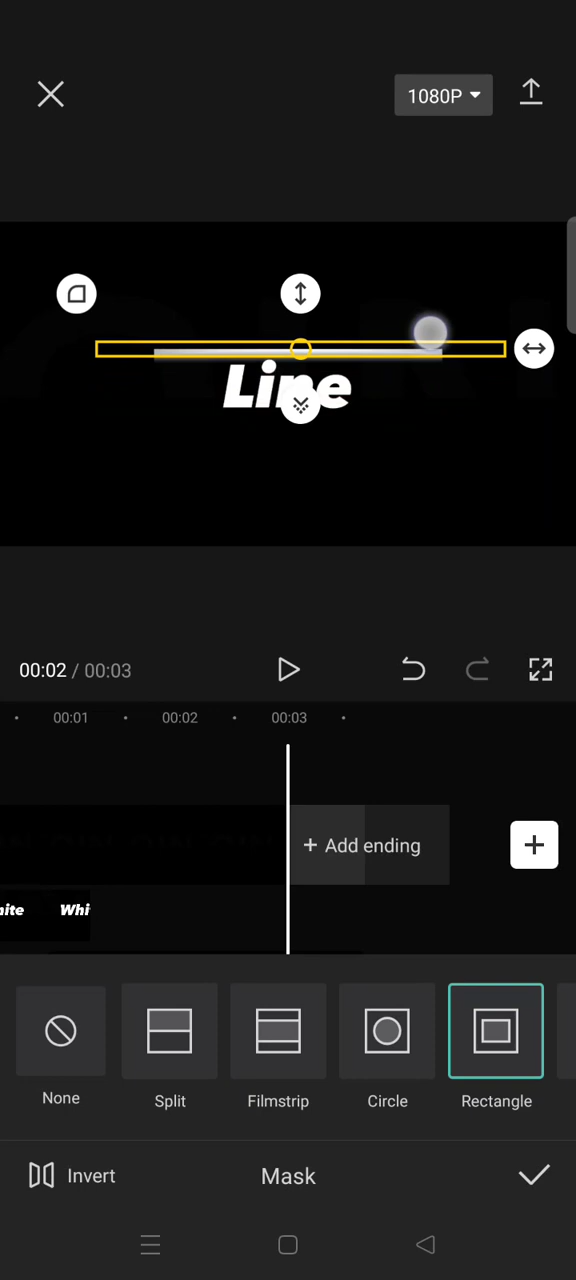 1080P
Line
00:02 / 00:03
00:01 00:02 00:03
+ Add ending
+
nite Whi
None Split Filmstrip Circle Rectangle
Invert Mask